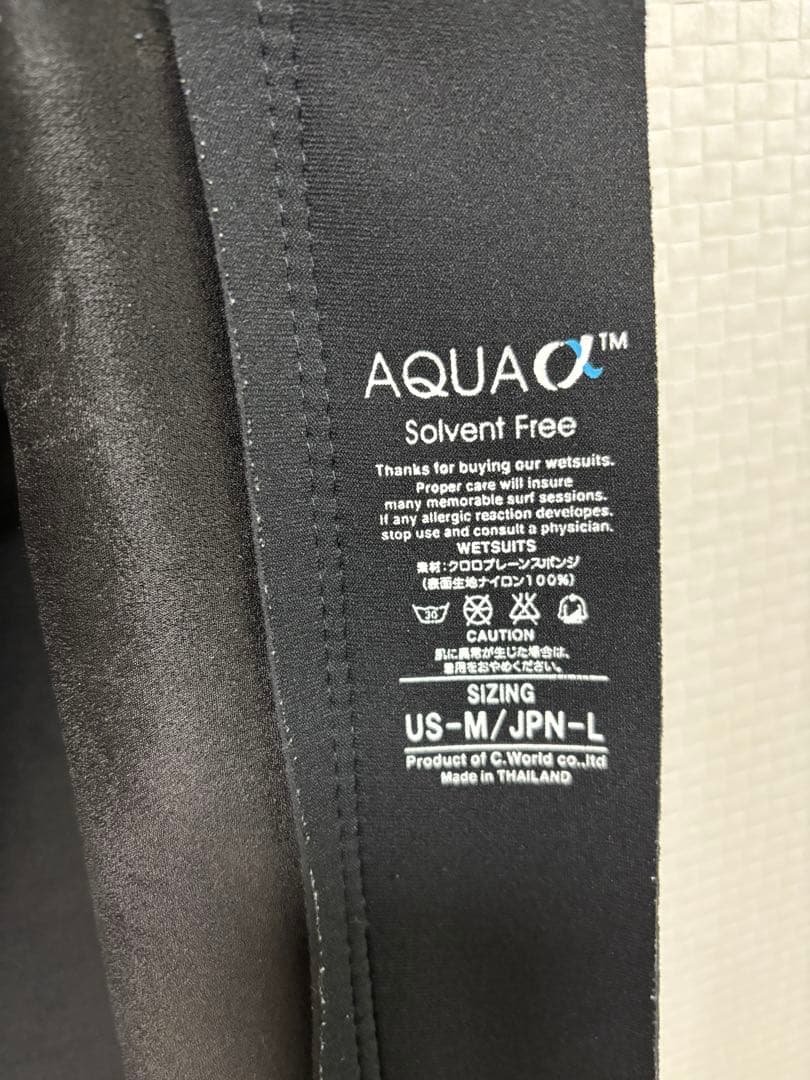 AQUA α™
Solvent Free
Thanks for buying our wetsuits.
Proper care will insure
many memorable surf sessions.
If any allergic reaction developes.
stop use and consult a physician.
WETSUITS
素材:クロロプレーンスポンジ
(表面生地ナイロン100%)
30
CAUTION
肌に異常が生じた場合は、
着用をおやめください。
SIZING
US-M/JPN-L
Product of C.World co.,ltd
Made in THAILAND